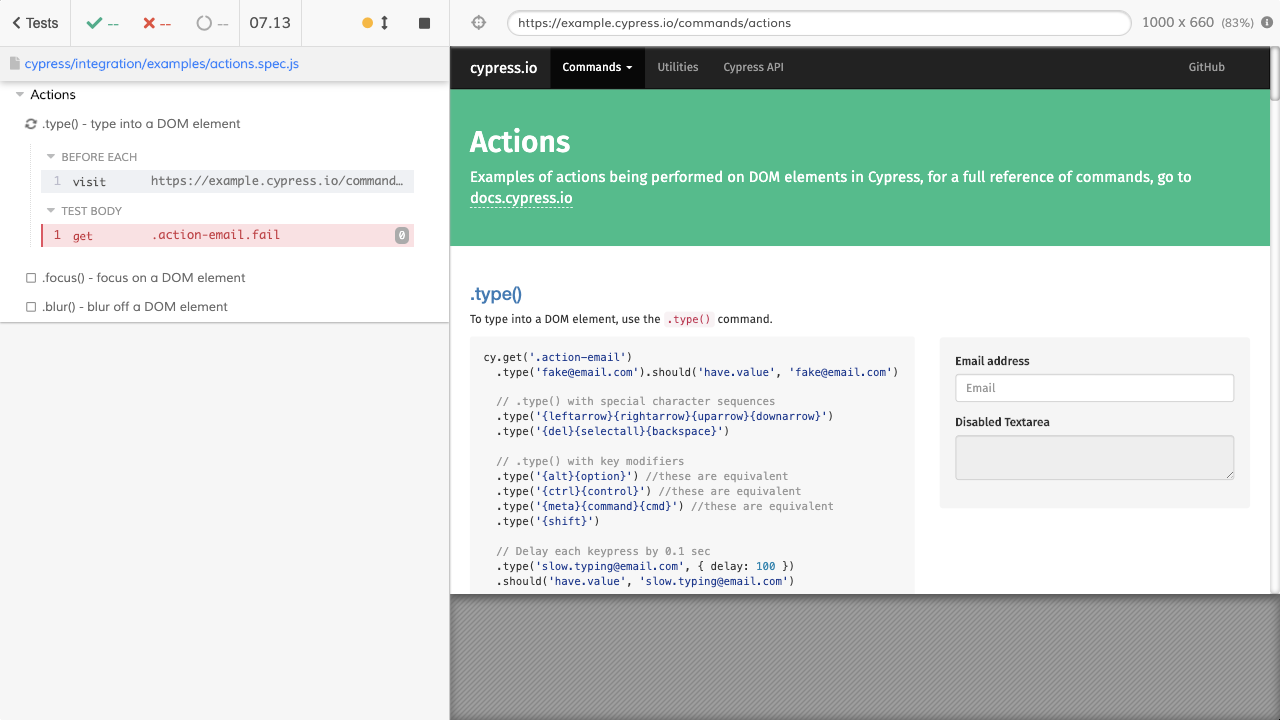 Tests -- -- -- 07.13
https://example.cypress.io/commands/actions 1000 x 660 (83%)
cypress/integration/examples/actions.spec.js
Actions
.type() - type into a DOM element
BEFORE EACH
1 visit https://example.cypress.io/command…
TEST BODY
1 get .action-email.fail 0
.focus() - focus on a DOM element
.blur() - blur off a DOM element
cypress.io Commands Utilities Cypress API GitHub
Actions
Examples of actions being performed on DOM elements in Cypress, for a full reference of commands, go to
docs.cypress.io
.type()
To type into a DOM element, use the .type() command.
cy.get('.action-email')
.type('fake@email.com').should('have.value', 'fake@email.com')
// .type() with special character sequences
.type('{leftarrow}{rightarrow}{uparrow}{downarrow}')
.type('{del}{selectall}{backspace}')
// .type() with key modifiers
.type('{alt}{option}') //these are equivalent
.type('{ctrl}{control}') //these are equivalent
.type('{meta}{command}{cmd}') //these are equivalent
.type('{shift}')
// Delay each keypress by 0.1 sec
.type('slow.typing@email.com', { delay: 100 })
.should('have.value', 'slow.typing@email.com')
Email address
Email
Disabled Textarea